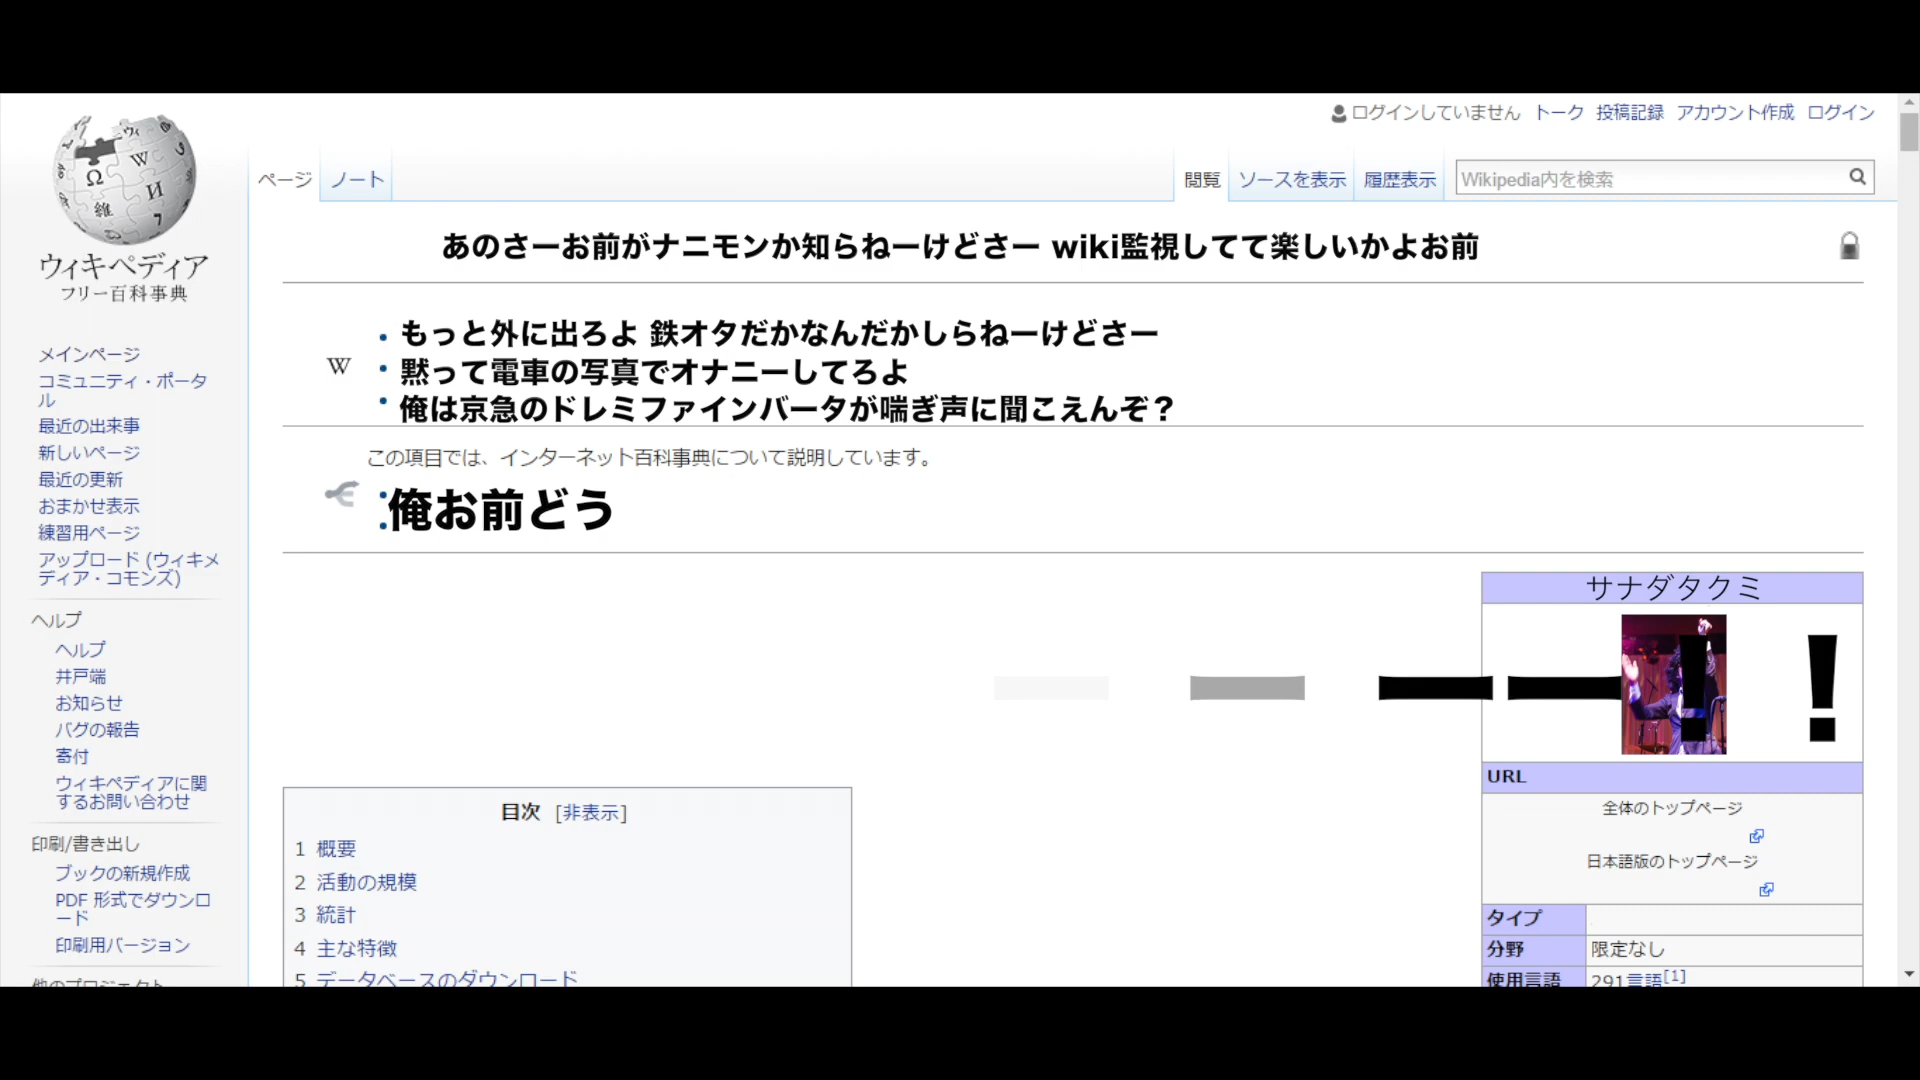 ログインしていません トーク 投稿記録 アカウント作成 ログイン
ページ ノート 閲覧 ソースを表示 履歴表示 Wikipedia内を検索
ウィキペディア
フリー百科事典
メインページ
コミュニティ・ポータ
ル
最近の出来事
新しいページ
最近の更新
おまかせ表示
練習用ページ
アップロード (ウィキメ
ディア・コモンズ)
ヘルプ
ヘルプ
井戸端
お知らせ
バグの報告
寄付
ウィキペディアに関
するお問い合わせ
印刷/書き出し
ブックの新規作成
PDF 形式でダウンロ
ード
印刷用バージョン
他のプロジェクト
あのさーお前がナニモンか知らねーけどさー wiki監視してて楽しいかよお前
もっと外に出ろよ 鉄オタだかなんだかしらねーけどさー
黙って電車の写真でオナニーしてろよ
俺は京急のドレミファインバータが喘ぎ声に聞こえんぞ？
この項目では、インターネット百科事典について説明しています。
俺お前どう
ーーーー！！
目次 [非表示]
1 概要
2 活動の規模
3 統計
4 主な特徴
5 データベースのダウンロード
サナダタクミ
URL
全体のトップページ
日本語版のトップページ
タイプ
分野 限定なし
使用言語 291言語[1]